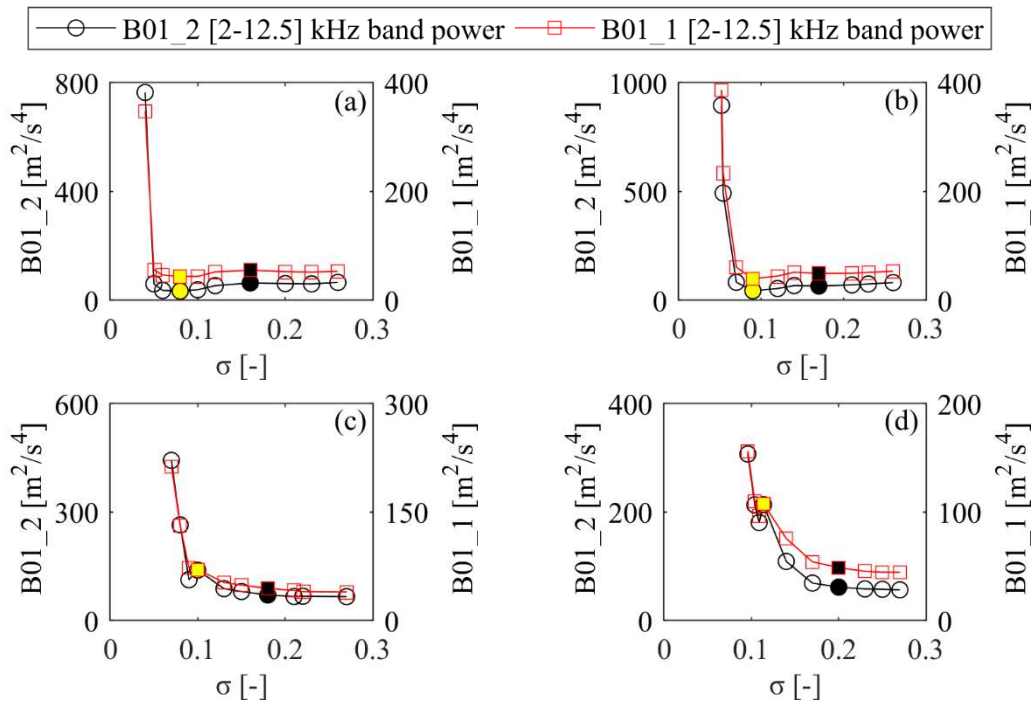 B01_2 [2-12.5] kHz band power B01_1 [2-12.5] kHz band power
(a)
B01_2 [m²/s⁴]
800
400
0
B01_1 [m²/s⁴]
400
200
0
0 0.1 0.2 0.3
σ [-]
(b)
B01_2 [m²/s⁴]
1000
500
0
B01_1 [m²/s⁴]
400
200
0
0 0.1 0.2 0.3
σ [-]
(c)
B01_2 [m²/s⁴]
600
300
0
B01_1 [m²/s⁴]
300
150
0
0 0.1 0.2 0.3
σ [-]
(d)
B01_2 [m²/s⁴]
400
200
0
B01_1 [m²/s⁴]
200
100
0
0 0.1 0.2 0.3
σ [-]